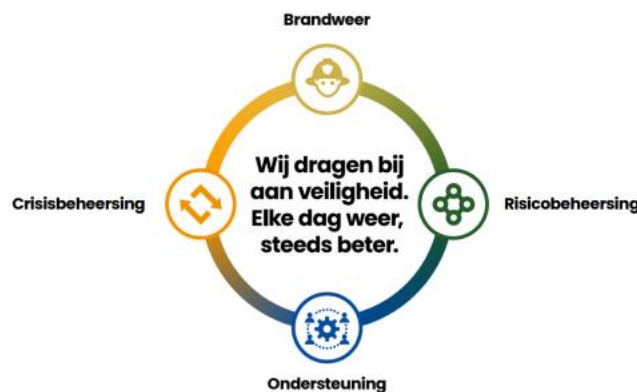 Brandweer
Wij dragen bij
aan veiligheid.
Elke dag weer,
steeds beter.
Crisisbeheersing
Risicobeheersing
Ondersteuning